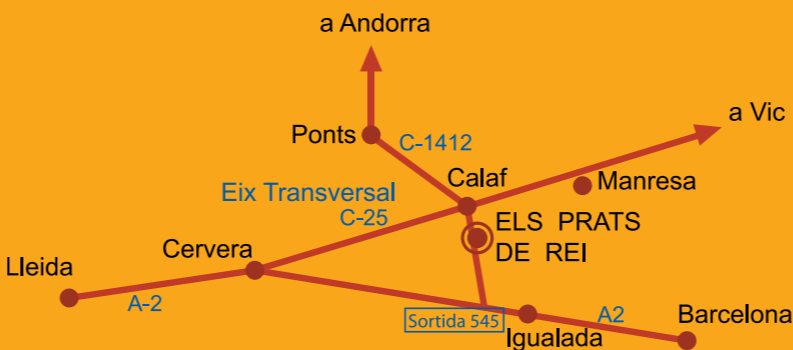 a Andorra
a Vic
Ponts
C-1412
Calaf
Manresa
Eix Transversal
C-25
ELS PRATS
DE REI
Cervera
Lleida
A-2
Sortida 545
A2
Barcelona
Igualada